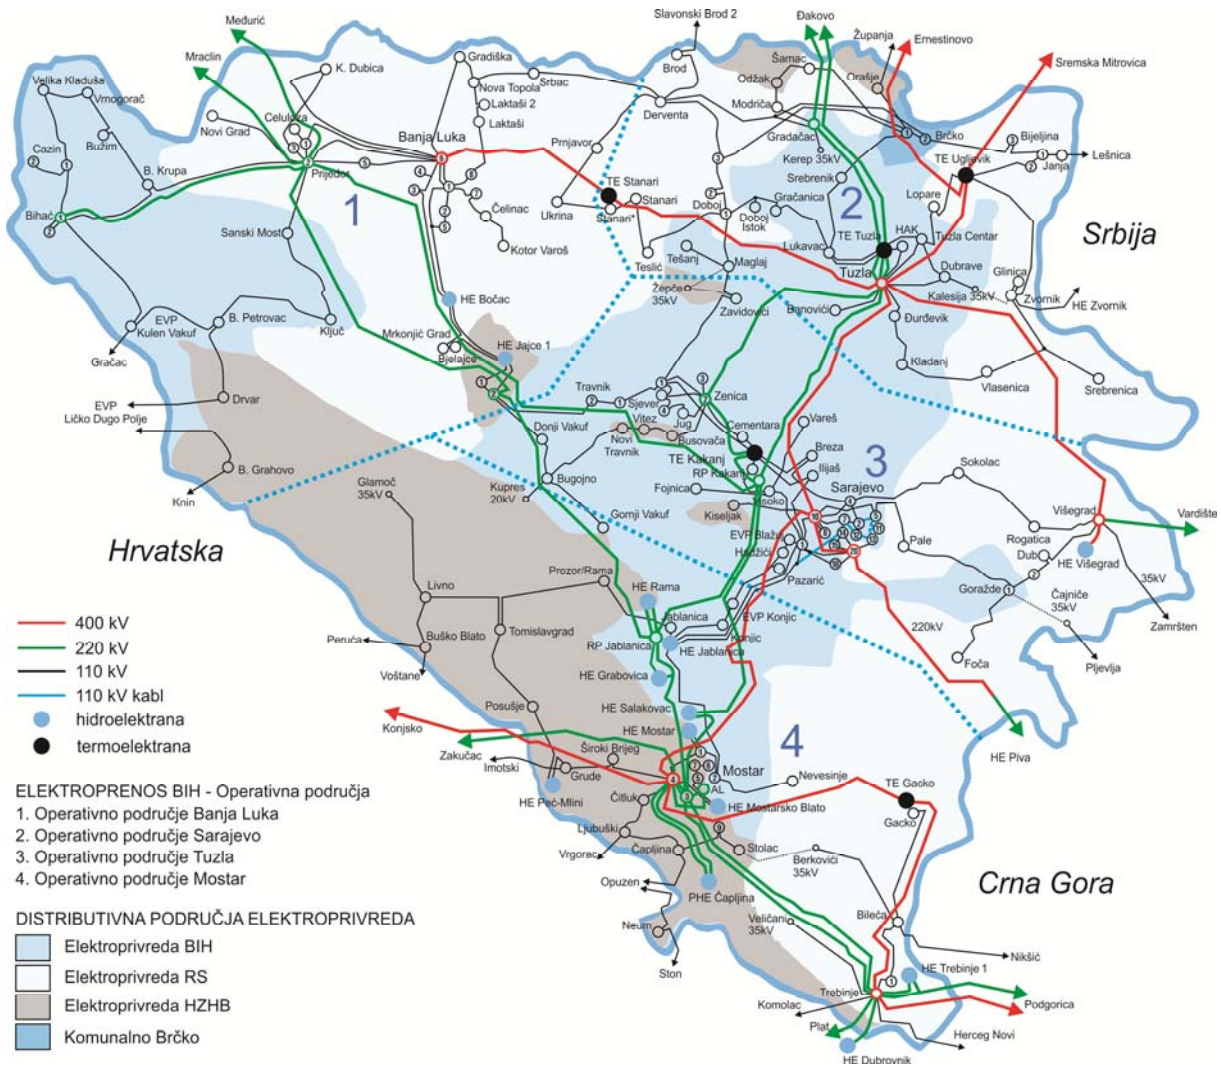 Međurić
Mraclin
Slavonski Brod 2
Đakovo
Županja
Ernestinovo
Sremska Mitrovica
Velika Kladuša
Vrnograč
K. Dubica
Gradiška
Nova Topola
Srbac
Brod
Šamac
Odžak
Orašje
Laktaši 2
Laktaši
Modriča
Derventa
Novi Grad
Celuloza
Banja Luka
Prnjavor
Gradačac
Brčko
Bijeljina
Bužim
Cazin
Prijedor
Kerep 35kV
TE Ugljevik
Janja
Lešnica
B. Krupa
TE Stanari
Srebrenik
Stanari
Stanari*
Ukrina
Doboj
Gračanica
Lopare
Bihać
1
2
Čelinac
Doboj
Istok
TE Tuzla
HAK
Tuzla Centar
Srbija
Sanski Most
Kotor Varoš
Teslić
Tešanj
Maglaj
Lukavac
Tuzla
Dubrave
Glinica
Žepče
35kV
Kalesija 35kV
Zvornik
HE Zvornik
HE Bočac
Zavidovići
Banovići
Đurđevik
EVP
Kulen Vakuf
B. Petrovac
Ključ
Mrkonjić Grad
Bjelajce
HE Jajce 1
Gračac
Kladanj
Vlasenica
Srebrenica
Drvar
EVP
Ličko Dugo Polje
Travnik
Sjever
Zenica
Jug
Vitez
Vareš
Donji Vakuf
Novi
Travnik
Busovača
Cementara
Breza
TE Kakanj
RP Kakanj
Ilijaš
3
B. Grahovo
Knin
Glamoč
35kV
Kupres
20kV
Bugojno
Fojnica
Visoko
Sarajevo
Sokolac
Kiseljak
Gornji Vakuf
Višegrad
Vardište
Hrvatska
EVP Blažuj
Hadžići
Pale
Rogatica
Dub
HE Višegrad
Prozor/Rama
Pazarić
Livno
HE Rama
Goražde
Čajniče
35kV
35kV
Zamršten
Jablanica
EVP Konjic
Konjic
220kV
Pljevlja
400 kV
220 kV
110 kV
110 kV kabl
hidroelektrana
termoelektrana
Peruća
Buško Blato
Tomislavgrad
RP Jablanica
HE Jablanica
Voštane
HE Grabovica
Foča
Posušje
HE Salakovac
HE Mostar
4
Konjsko
Zakučac
Široki Brijeg
Imotski
Grude
Mostar
Nevesinje
TE Gacko
HE Piva
HE Peć-Mlini
Čitluk
AL
HE Mostarsko Blato
Gacko
ELEKTROPRENOS BIH - Operativna područja
1. Operativno područje Banja Luka
2. Operativno područje Sarajevo
3. Operativno područje Tuzla
4. Operativno područje Mostar
Ljubuški
Vrgorac
Čapljina
Stolac
Berkovići
35kV
Crna Gora
Opuzen
PHE Čapljina
Neum
Ston
Veličani
35kV
Bileća
Nikšić
DISTRIBUTIVNA PODRUČJA ELEKTROPRIVREDA
Elektroprivreda BIH
Elektroprivreda RS
Elektroprivreda HZHB
Komunalno Brčko
HE Trebinje 1
Trebinje
Komolac
Podgorica
Plat
Herceg Novi
HE Dubrovnik